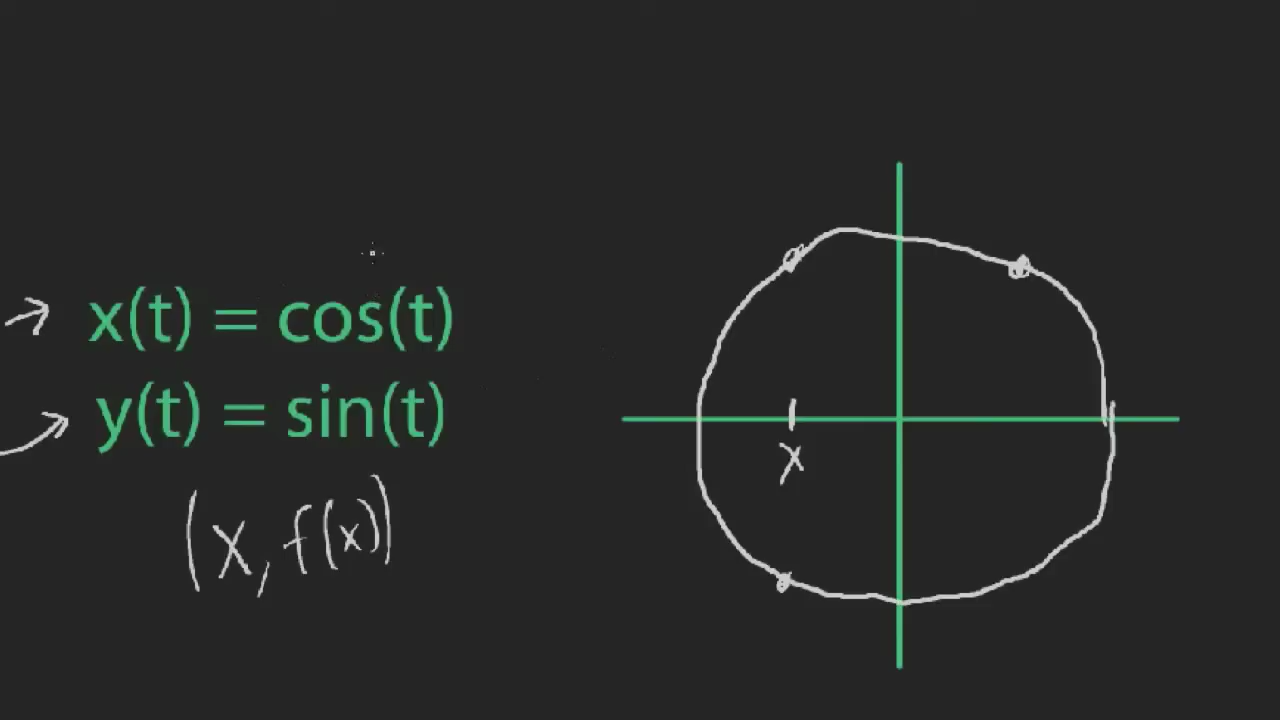 x(t) = cos(t)
y(t) = sin(t)
(x, f(x))
x